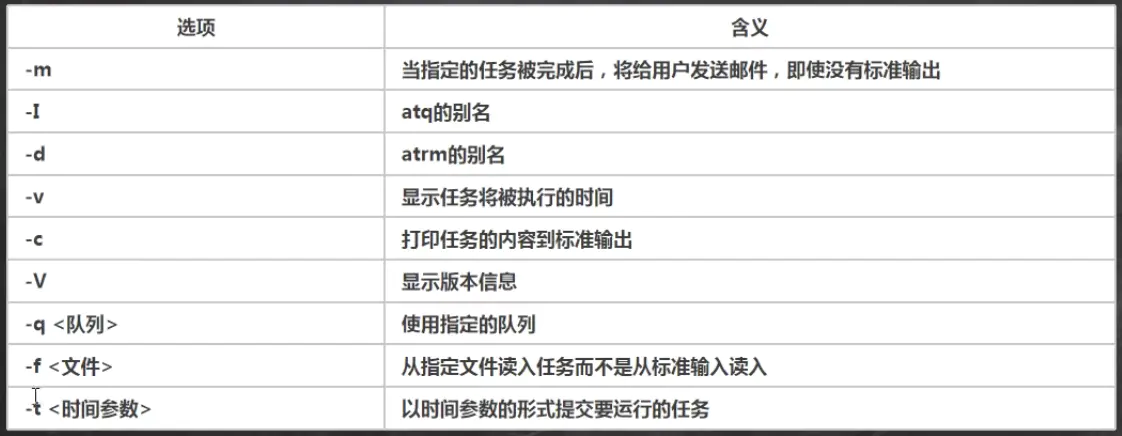 选项 含义
-m 当指定的任务被完成后，将给用户发送邮件，即使没有标准输出
-I atq的别名
-d atrm的别名
-v 显示任务将被执行的时间
-c 打印任务的内容到标准输出
-V 显示版本信息
-q <队列> 使用指定的队列
-f <文件> 从指定文件读入任务而不是从标准输入读入
-t <时间参数> 以时间参数的形式提交要运行的任务